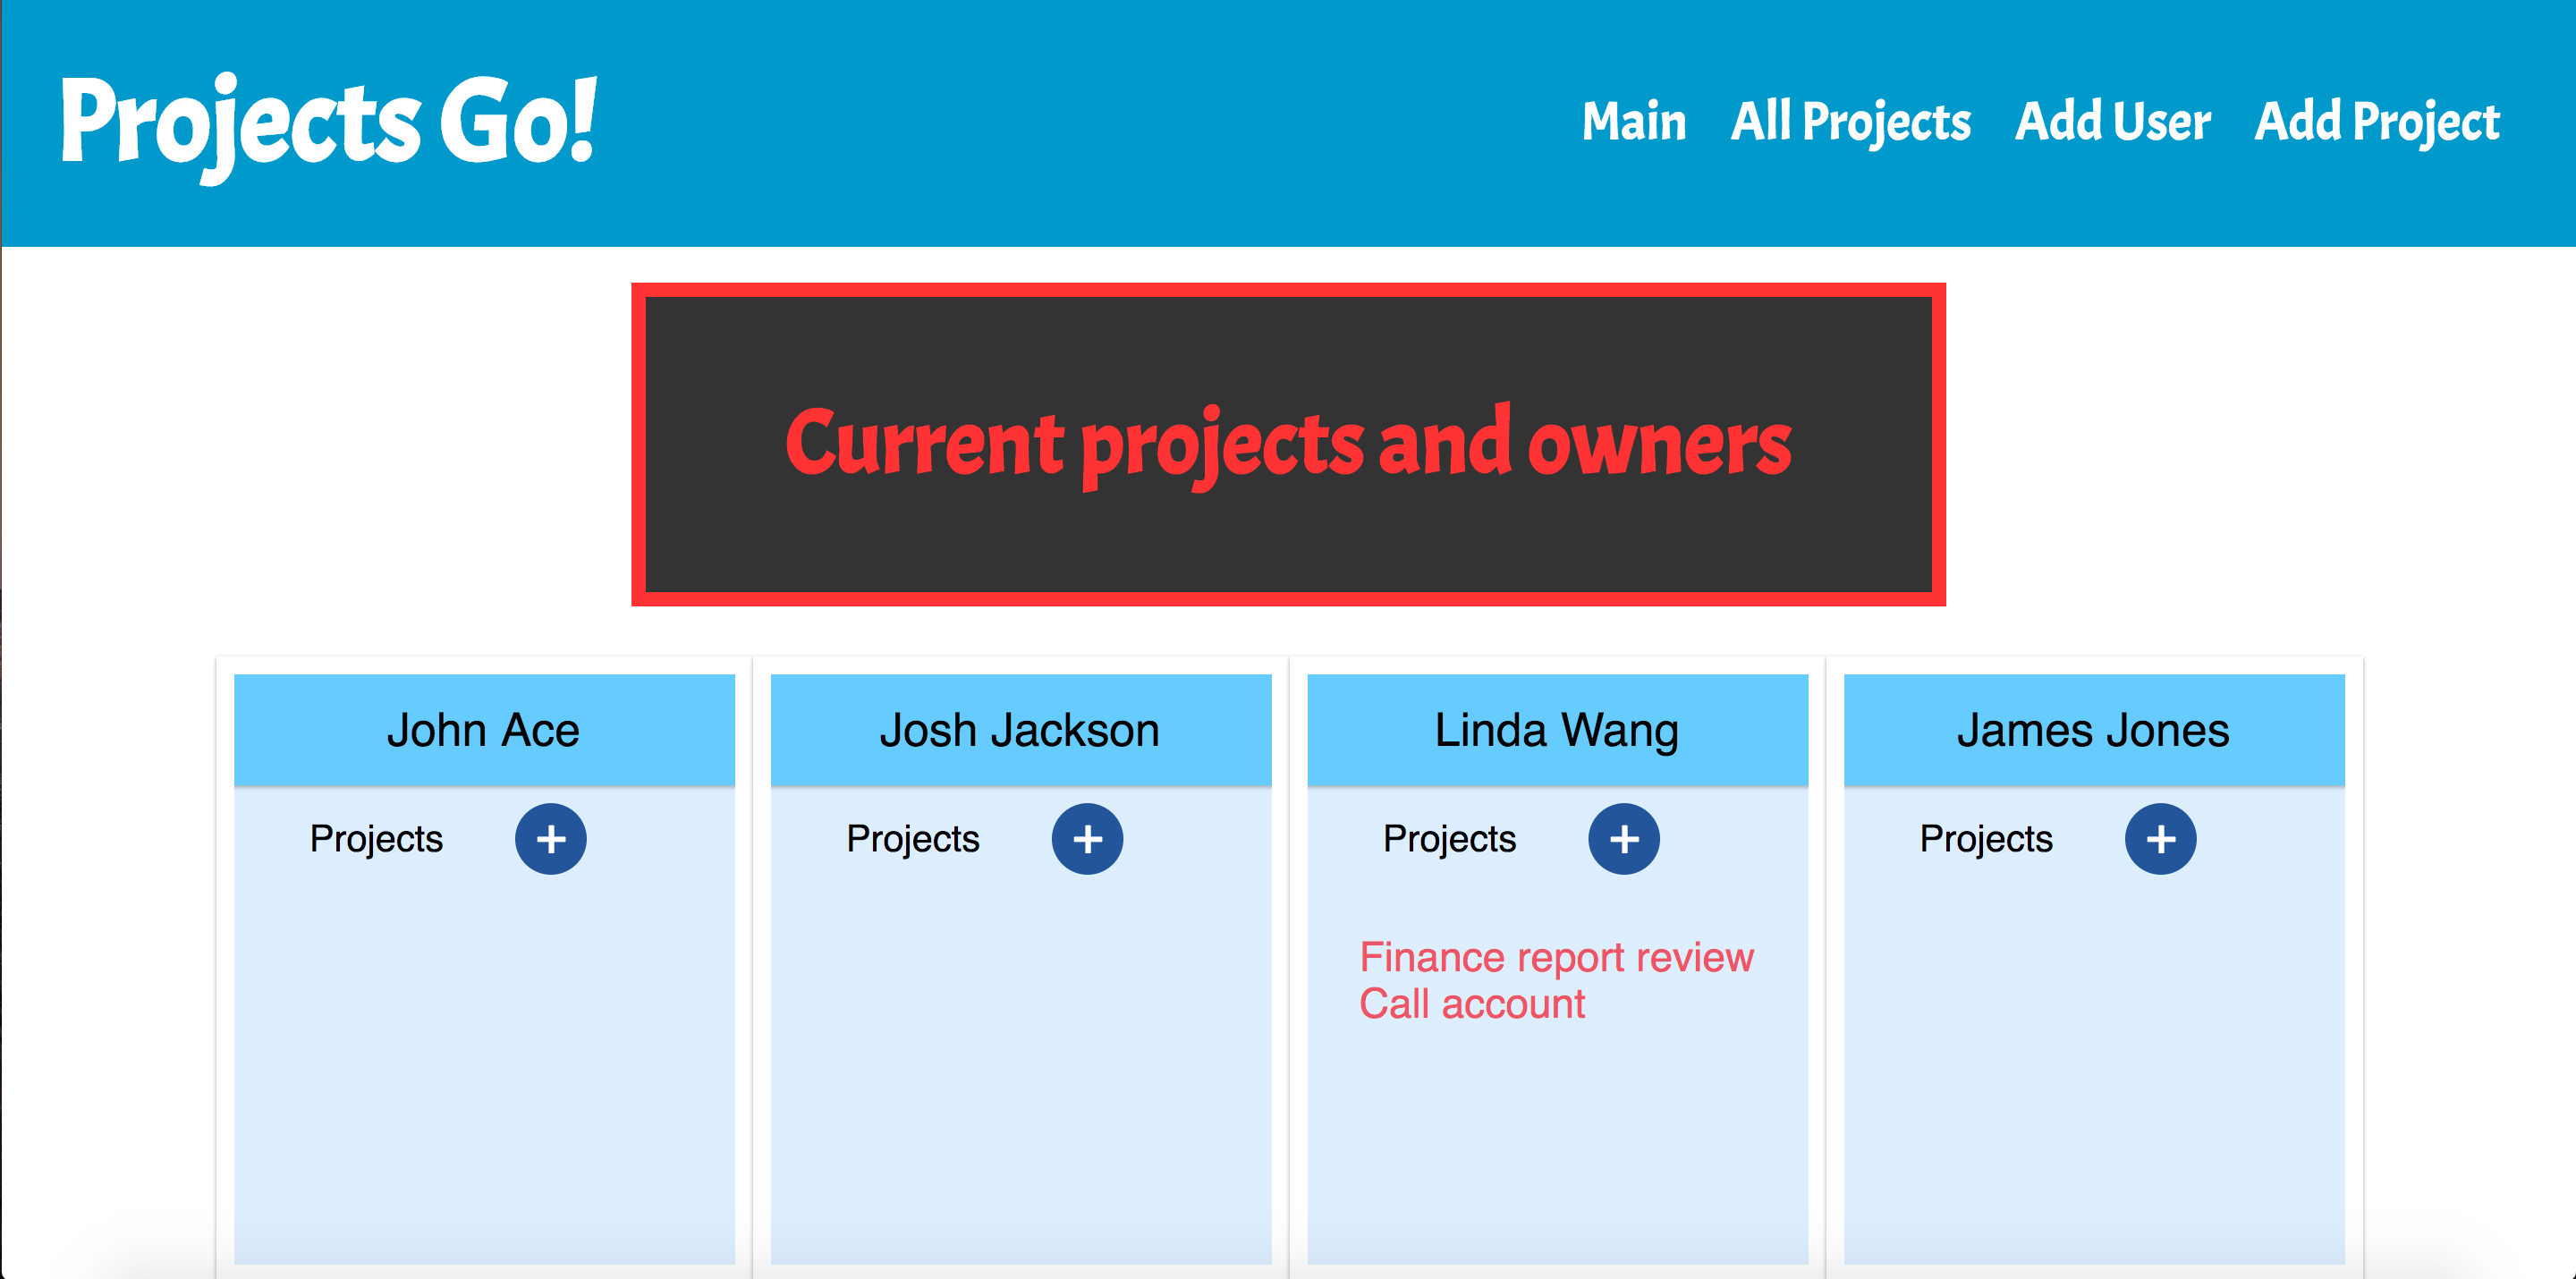 Projects Go!
Main All Projects Add User Add Project
Current projects and owners
John Ace
Projects +
Josh Jackson
Projects +
Linda Wang
Projects +
Finance report review
Call account
James Jones
Projects +